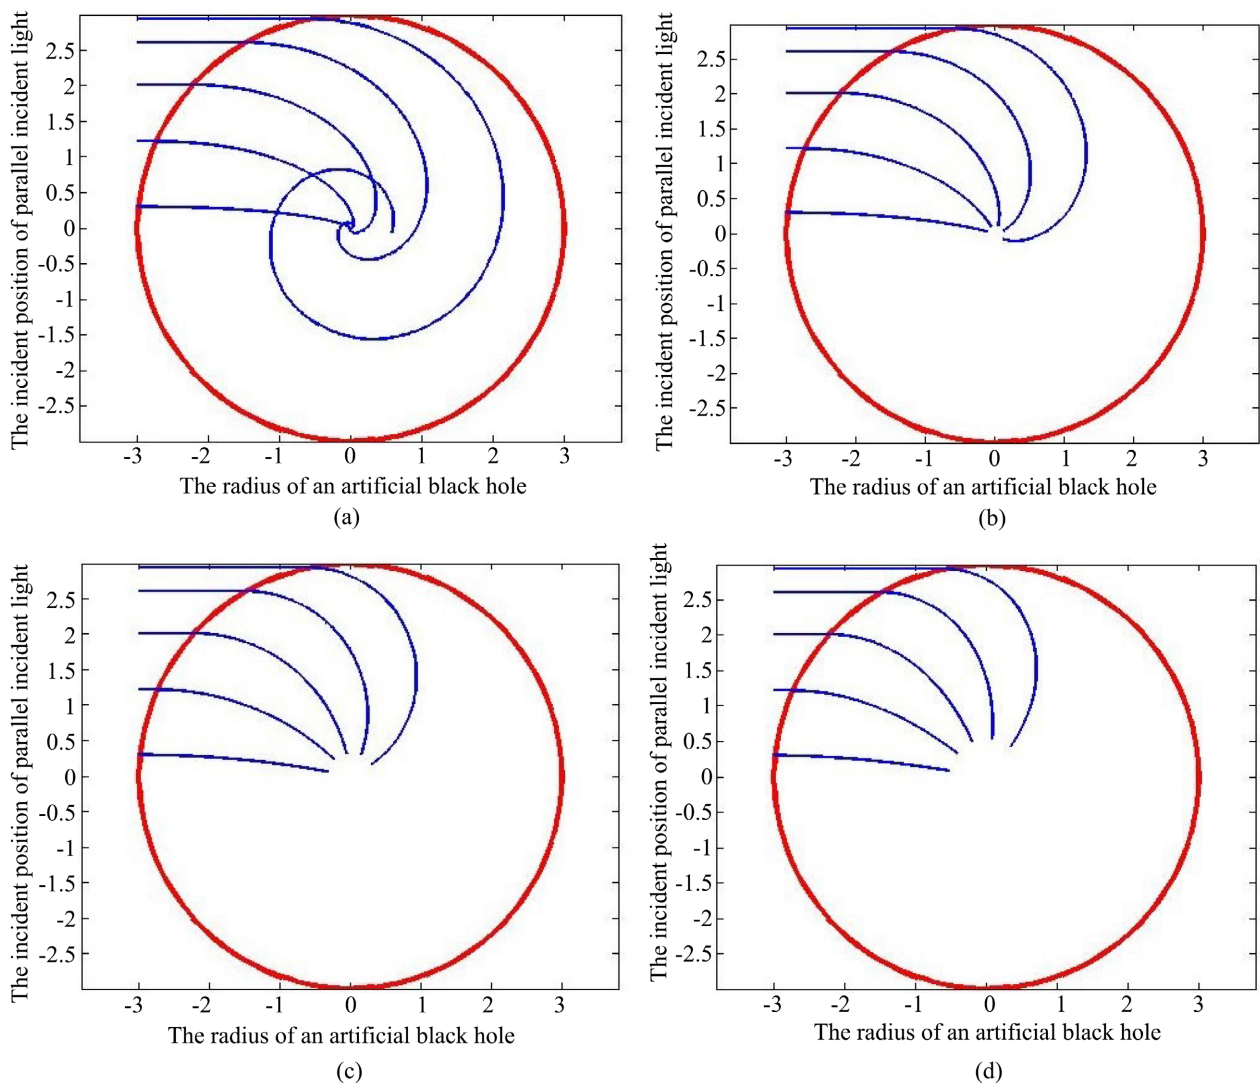 The incident position of parallel incident light
2.5
2
1.5
1
0.5
0
-0.5
-1
-1.5
-2
-2.5
-3 -2 -1 0 1 2 3
The radius of an artificial black hole
(a)
The incident position of parallel incident light
2.5
2
1.5
1
0.5
0
-0.5
-1
-1.5
-2
-2.5
-3 -2 -1 0 1 2 3
The radius of an artificial black hole
(b)
The incident position of parallel incident light
2.5
2
1.5
1
0.5
0
-0.5
-1
-1.5
-2
-2.5
-3 -2 -1 0 1 2 3
The radius of an artificial black hole
(c)
The incident position of parallel incident light
2.5
2
1.5
1
0.5
0
-0.5
-1
-1.5
-2
-2.5
-3 -2 -1 0 1 2 3
The radius of an artificial black hole
(d)